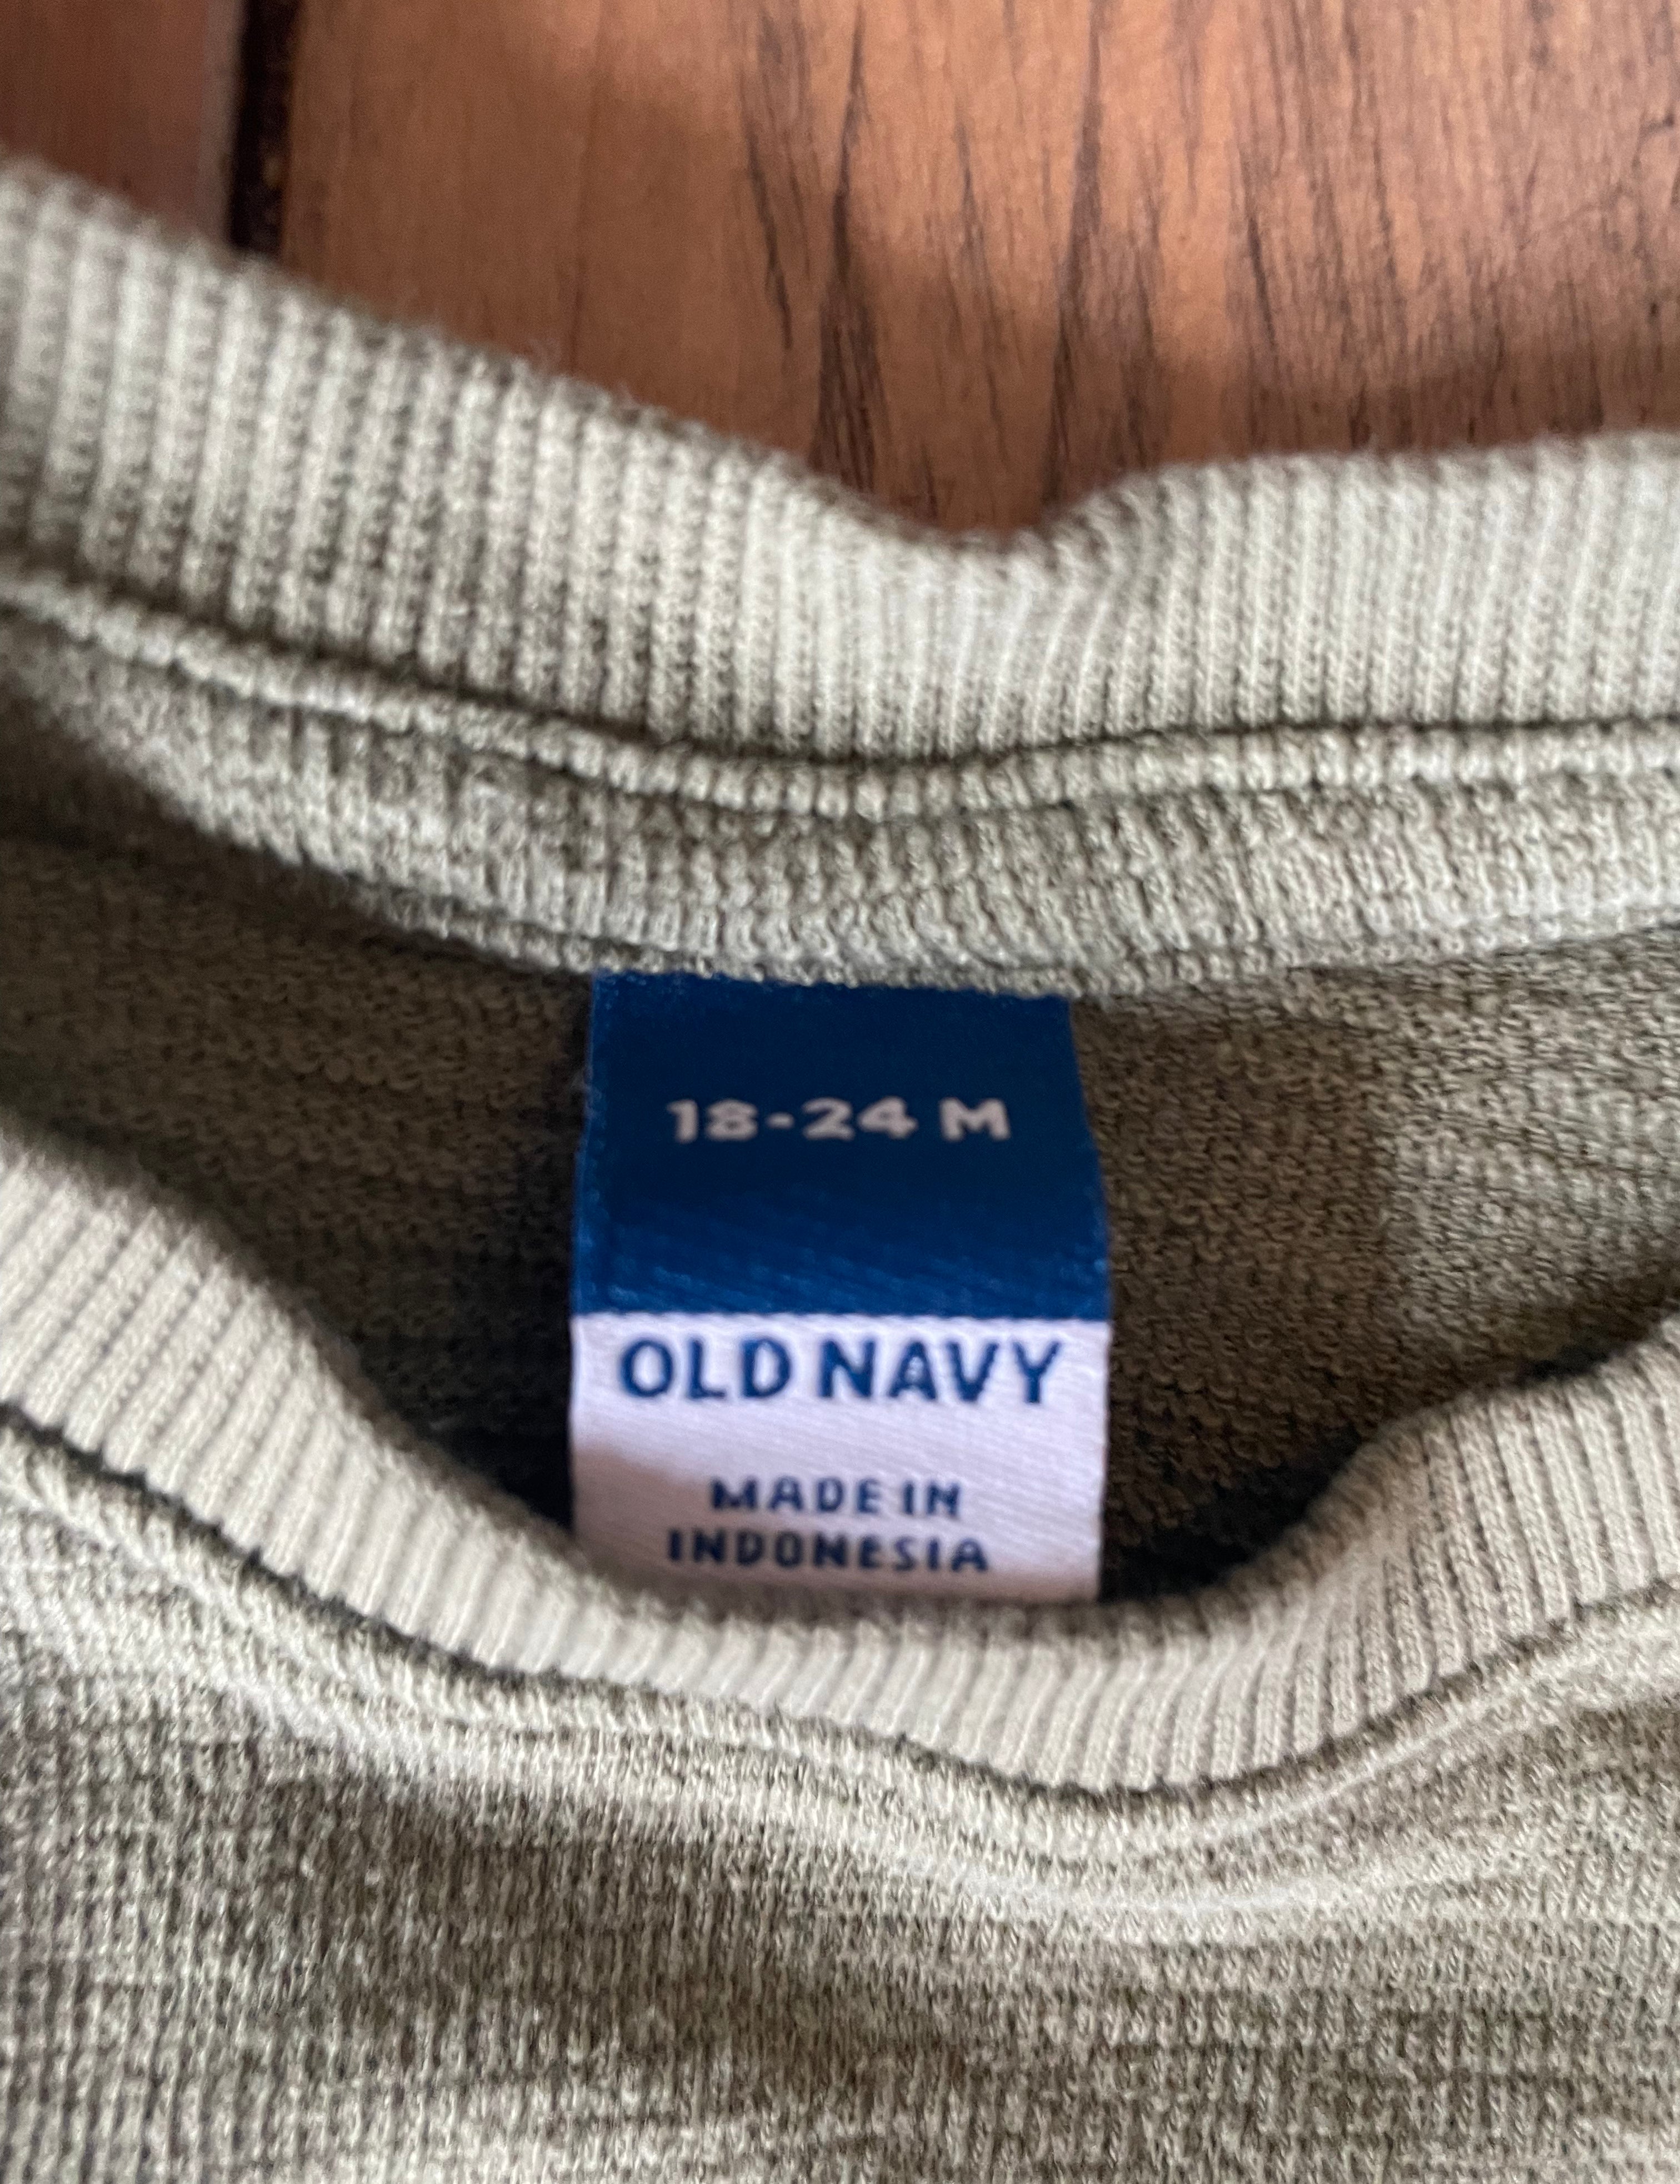 18-24 M
OLD NAVY
MADE IN
INDONESIA